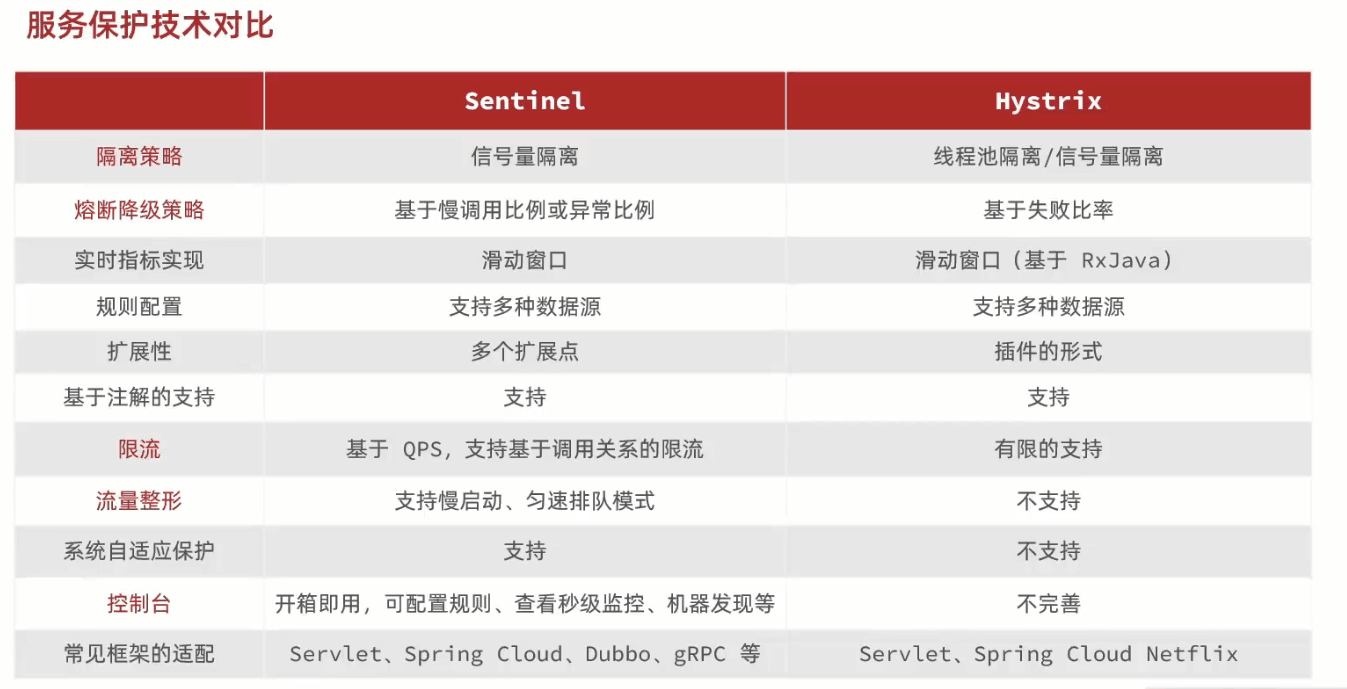 服务保护技术对比
Sentinel Hystrix
隔离策略 信号量隔离 线程池隔离/信号量隔离
熔断降级策略 基于慢调用比例或异常比例 基于失败比率
实时指标实现 滑动窗口 滑动窗口（基于 RxJava）
规则配置 支持多种数据源 支持多种数据源
扩展性 多个扩展点 插件的形式
基于注解的支持 支持 支持
限流 基于 QPS，支持基于调用关系的限流 有限的支持
流量整形 支持慢启动、匀速排队模式 不支持
系统自适应保护 支持 不支持
控制台 开箱即用，可配置规则、查看秒级监控、机器发现等 不完善
常见框架的适配 Servlet、Spring Cloud、Dubbo、gRPC 等 Servlet、Spring Cloud Netflix